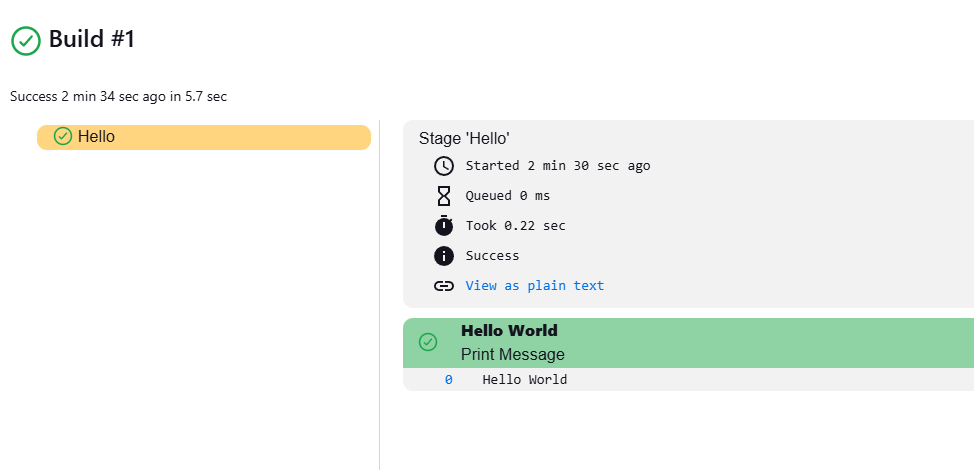 Build #1
Success 2 min 34 sec ago in 5.7 sec
Hello
Stage 'Hello'
Started 2 min 30 sec ago
Queued 0 ms
Took 0.22 sec
Success
View as plain text
Hello World
Print Message
0 Hello World